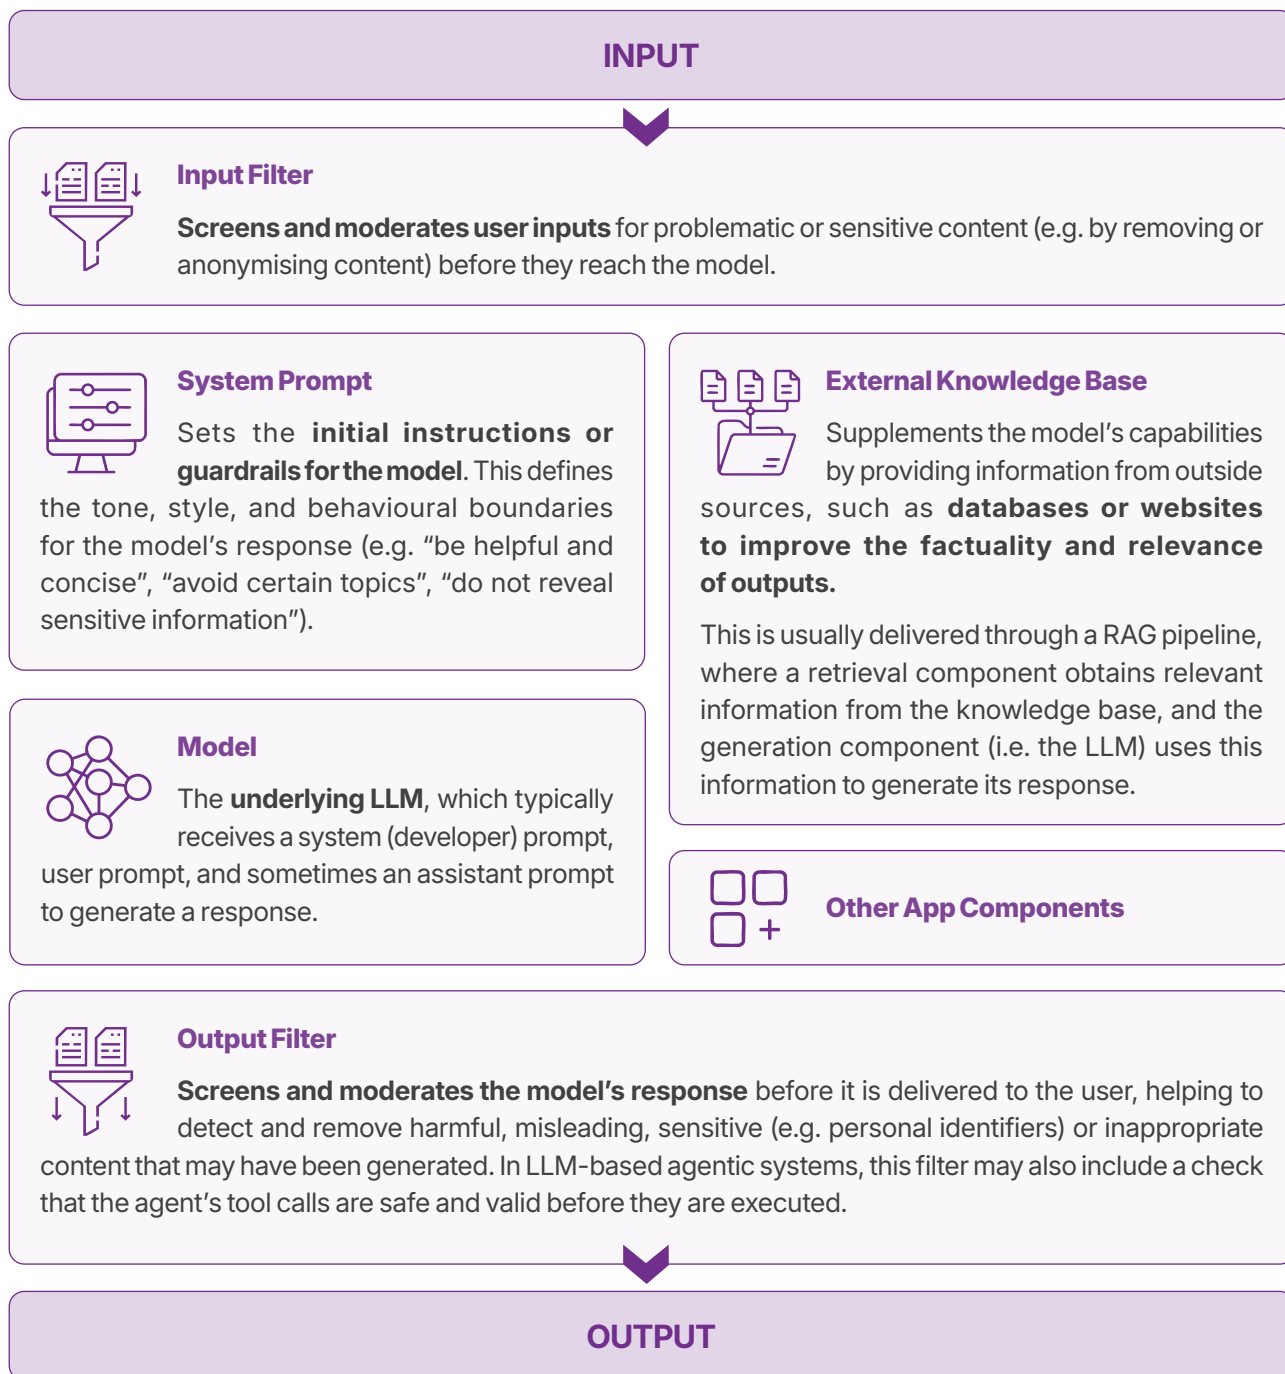 INPUT
Input Filter
Screens and moderates user inputs for problematic or sensitive content (e.g. by removing or
anonymising content) before they reach the model.
System Prompt
Sets the initial instructions or
guardrails for the model. This defines
the tone, style, and behavioural boundaries
for the model’s response (e.g. “be helpful and
concise”, “avoid certain topics”, “do not reveal
sensitive information”).
Model
The underlying LLM, which typically
receives a system (developer) prompt,
user prompt, and sometimes an assistant prompt
to generate a response.
External Knowledge Base
Supplements the model’s capabilities
by providing information from outside
sources, such as databases or websites
to improve the factuality and relevance
of outputs.
This is usually delivered through a RAG pipeline,
where a retrieval component obtains relevant
information from the knowledge base, and the
generation component (i.e. the LLM) uses this
information to generate its response.
Other App Components
Output Filter
Screens and moderates the model’s response before it is delivered to the user, helping to
detect and remove harmful, misleading, sensitive (e.g. personal identifiers) or inappropriate
content that may have been generated. In LLM-based agentic systems, this filter may also include a check
that the agent’s tool calls are safe and valid before they are executed.
OUTPUT